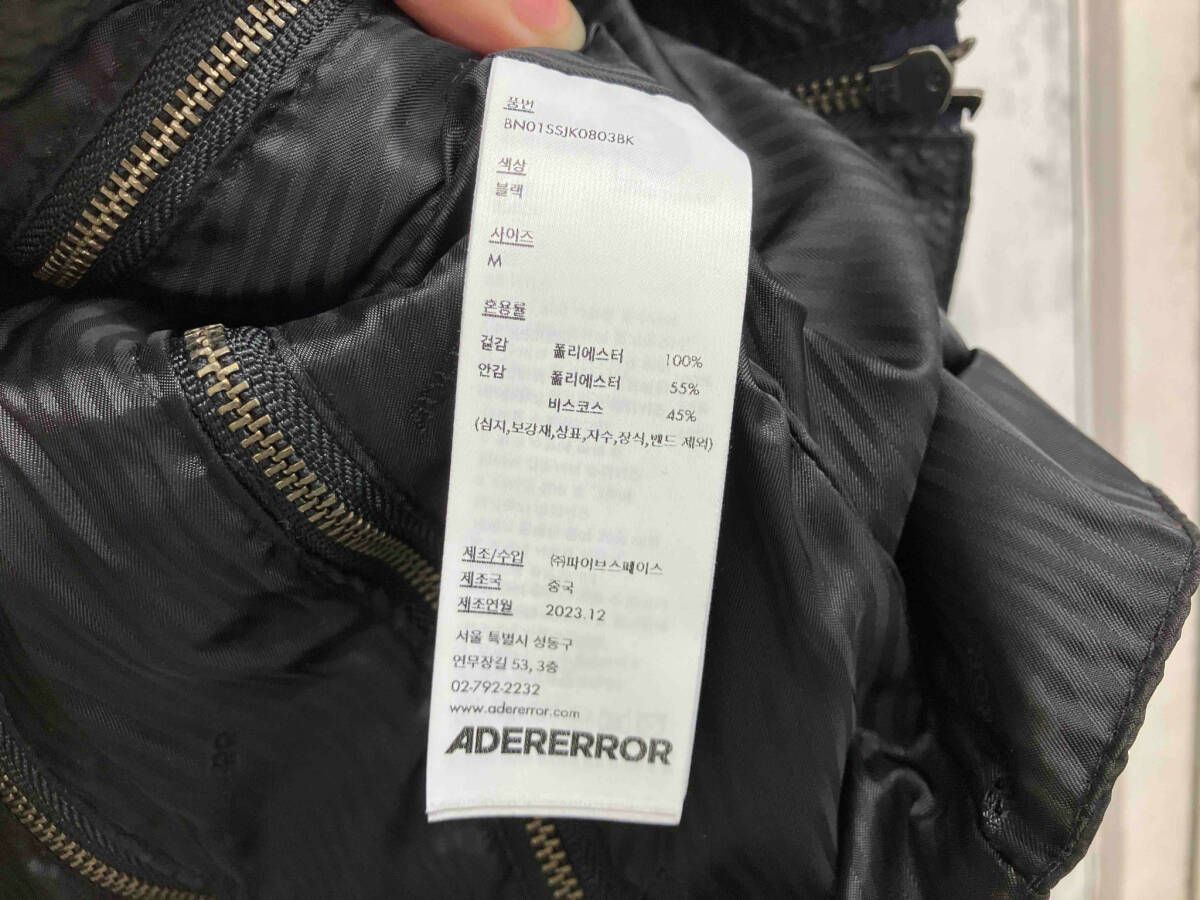 품번
BN01SSJK0803BK
색상
블랙
사이즈
M
혼용률
겉감 폴리에스터 100%
안감 폴리에스터 55%
비스코스 45%
(심지,보강재,상표,자수,장식,밴드 제외)
제조/수입 ㈜파이브스페이스
제조국 중국
제조연월 2023.12
서울 특별시 성동구
연무장길 53, 3층
02-792-2232
www.adererror.com
ADERERROR